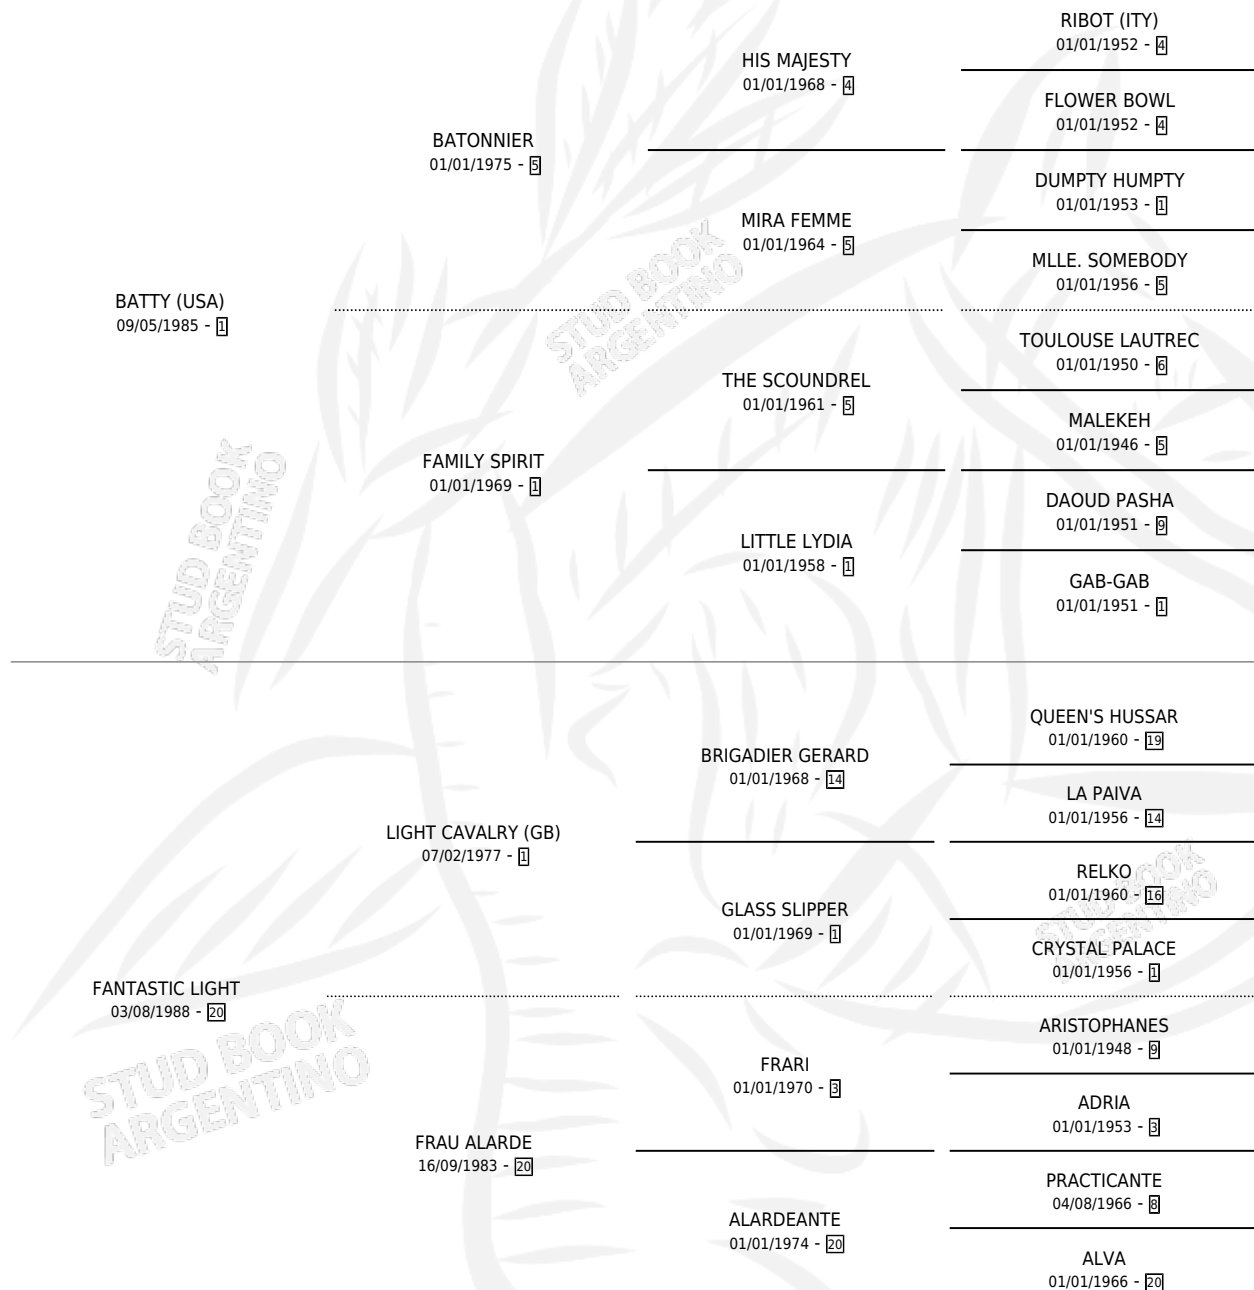 BATTY (USA)
09/05/1985 - 1
BATONNIER
01/01/1975 - 5
HIS MAJESTY
01/01/1968 - 4
RIBOT (ITY)
01/01/1952 - 4
FLOWER BOWL
01/01/1952 - 4
MIRA FEMME
01/01/1964 - 5
DUMPTY HUMPTY
01/01/1953 - 1
MLLE. SOMEBODY
01/01/1956 - 5
FAMILY SPIRIT
01/01/1969 - 1
THE SCOUNDREL
01/01/1961 - 5
TOULOUSE LAUTREC
01/01/1950 - 6
MALEKEH
01/01/1946 - 5
LITTLE LYDIA
01/01/1958 - 1
DAOUD PASHA
01/01/1951 - 9
GAB-GAB
01/01/1951 - 1
FANTASTIC LIGHT
03/08/1988 - 20
LIGHT CAVALRY (GB)
07/02/1977 - 1
BRIGADIER GERARD
01/01/1968 - 14
QUEEN'S HUSSAR
01/01/1960 - 19
LA PAIVA
01/01/1956 - 14
GLASS SLIPPER
01/01/1969 - 1
RELKO
01/01/1960 - 16
CRYSTAL PALACE
01/01/1956 - 1
FRAU ALARDE
16/09/1983 - 20
FRARI
01/01/1970 - 3
ARISTOPHANES
01/01/1948 - 9
ADRIA
01/01/1953 - 3
ALARDEANTE
01/01/1974 - 20
PRACTICANTE
04/08/1966 - 8
ALVA
01/01/1966 - 20
STUD BOOK
ARGENTINO
STUD BOOK
ARGENTINO
STUD BOOK
ARGENTINO
STUD BOOK
ARGENTINO